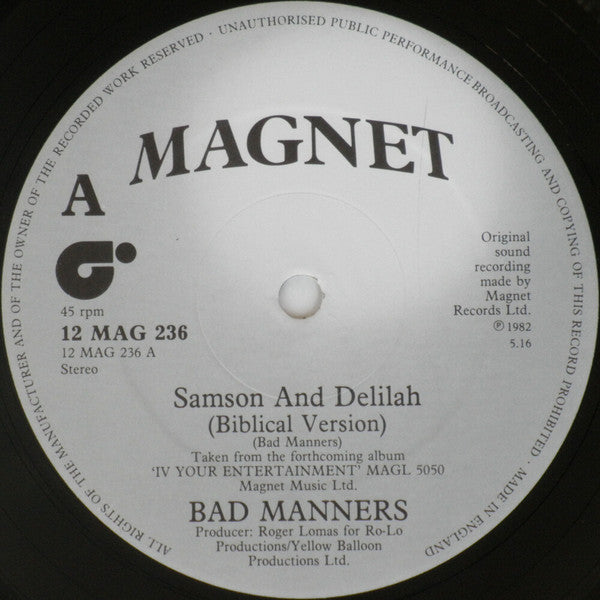 ALL RIGHTS OF THE MANUFACTURER AND OF THE OWNER OF THE RECORDED WORK RESERVED · UNAUTHORISED PUBLIC PERFORMANCE BROADCASTING AND COPYING OF THIS RECORD PROHIBITED · MADE IN ENGLAND
MAGNET
A
45 rpm
12 MAG 236
12 MAG 236 A
Stereo
Original
sound
recording
made by
Magnet
Records Ltd.
℗ 1982
5.16
Samson And Delilah
(Biblical Version)
(Bad Manners)
Taken from the forthcoming album
‘IV YOUR ENTERTAINMENT’ MAGL 5050
Magnet Music Ltd.
BAD MANNERS
Producer: Roger Lomas for Ro-Lo
Productions/Yellow Balloon
Productions Ltd.